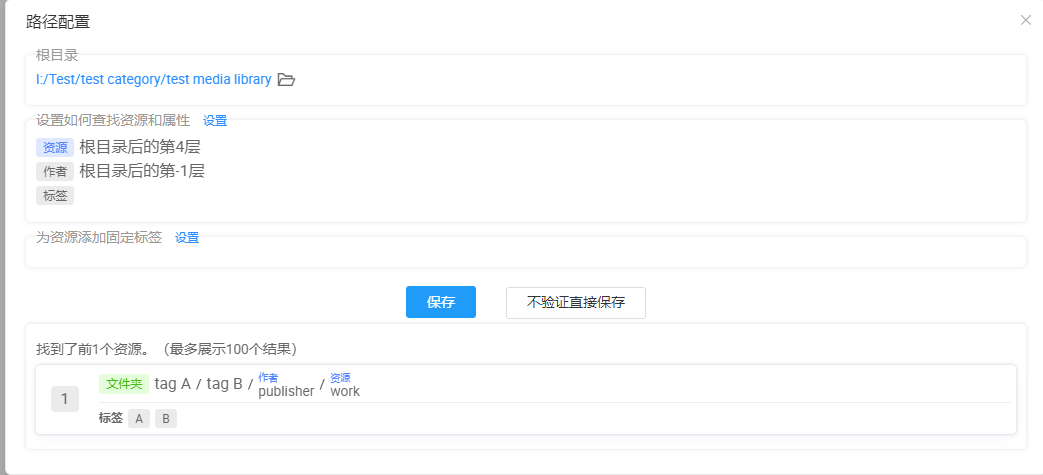 路径配置
根目录
I:/Test/test category/test media library
设置如何查找资源和属性 设置
资源 根目录后的第4层
作者 根目录后的第-1层
标签
为资源添加固定标签 设置
保存 不验证直接保存
找到了前1个资源。（最多展示100个结果）
1
作者 资源
文件夹 tag A / tag B / publisher / work
标签 A B